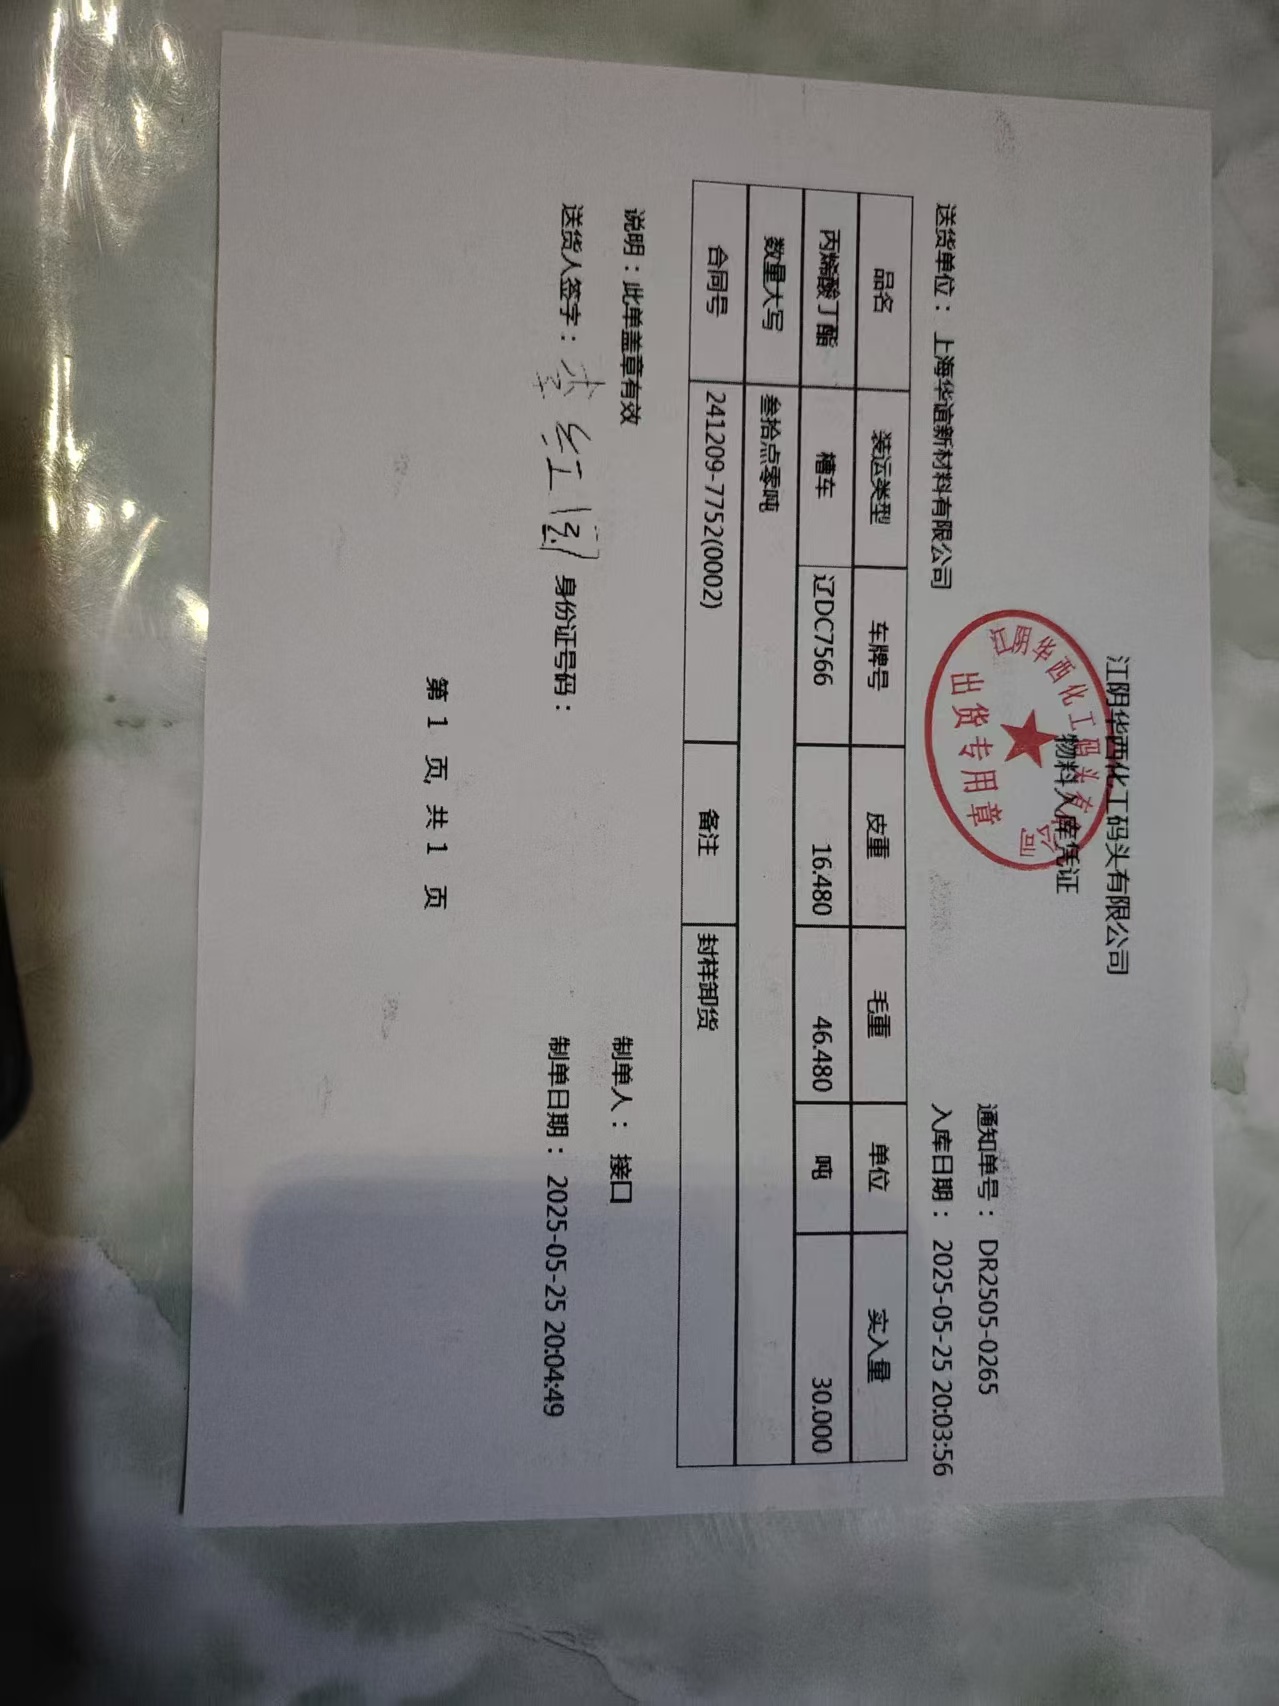 江阴华西化工码头有限公司
物料入库凭证
江阴华西化工码头有限公司
出货专用章
通知单号： DR2505-0265
送货单位： 上海华谊新材料有限公司 入库日期： 2025-05-25 20:03:56
品名 装运类型 车牌号 皮重 毛重 单位 实入量
丙烯酸丁酯 槽车 辽DC7566 16.480 46.480 吨 30.000
数量大写 叁拾点零吨
合同号 241209-7752(0002) 备注 封样卸货
说明：此单盖章有效 制单人： 接口
送货人签字： 李红 身份证号码： 制单日期： 2025-05-25 20:04:49
第 1 页 共 1 页